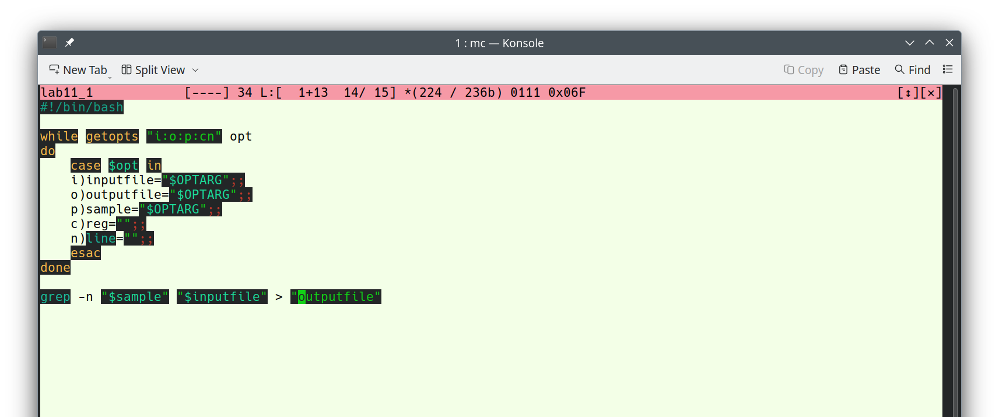 1 : mc — Konsole
New Tab Split View Copy Paste Find
lab11_1 [----] 34 L:[ 1+13 14/ 15] *(224 / 236b) 0111 0x06F [↕][×]
#!/bin/bash
while getopts "i:o:p:cn" opt
do
case $opt in
i)inputfile="$OPTARG";;
o)outputfile="$OPTARG";;
p)sample="$OPTARG";;
c)reg="";;
n)line="";;
esac
done
grep -n "$sample" "$inputfile" > "outputfile"